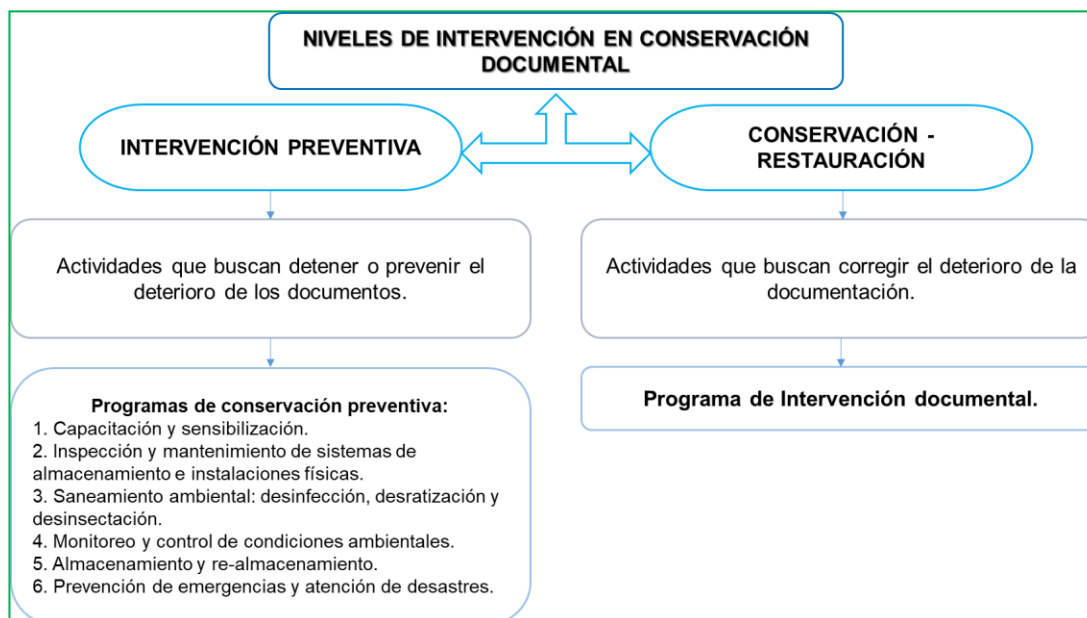 NIVELES DE INTERVENCIÓN EN CONSERVACIÓN
DOCUMENTAL
INTERVENCIÓN PREVENTIVA
CONSERVACIÓN -
RESTAURACIÓN
Actividades que buscan detener o prevenir el
deterioro de los documentos.
Actividades que buscan corregir el deterioro de la
documentación.
Programas de conservación preventiva:
1. Capacitación y sensibilización.
2. Inspección y mantenimiento de sistemas de
almacenamiento e instalaciones físicas.
3. Saneamiento ambiental: desinfección, desratización y
desinsectación.
4. Monitoreo y control de condiciones ambientales.
5. Almacenamiento y re-almacenamiento.
6. Prevención de emergencias y atención de desastres.
Programa de Intervención documental.